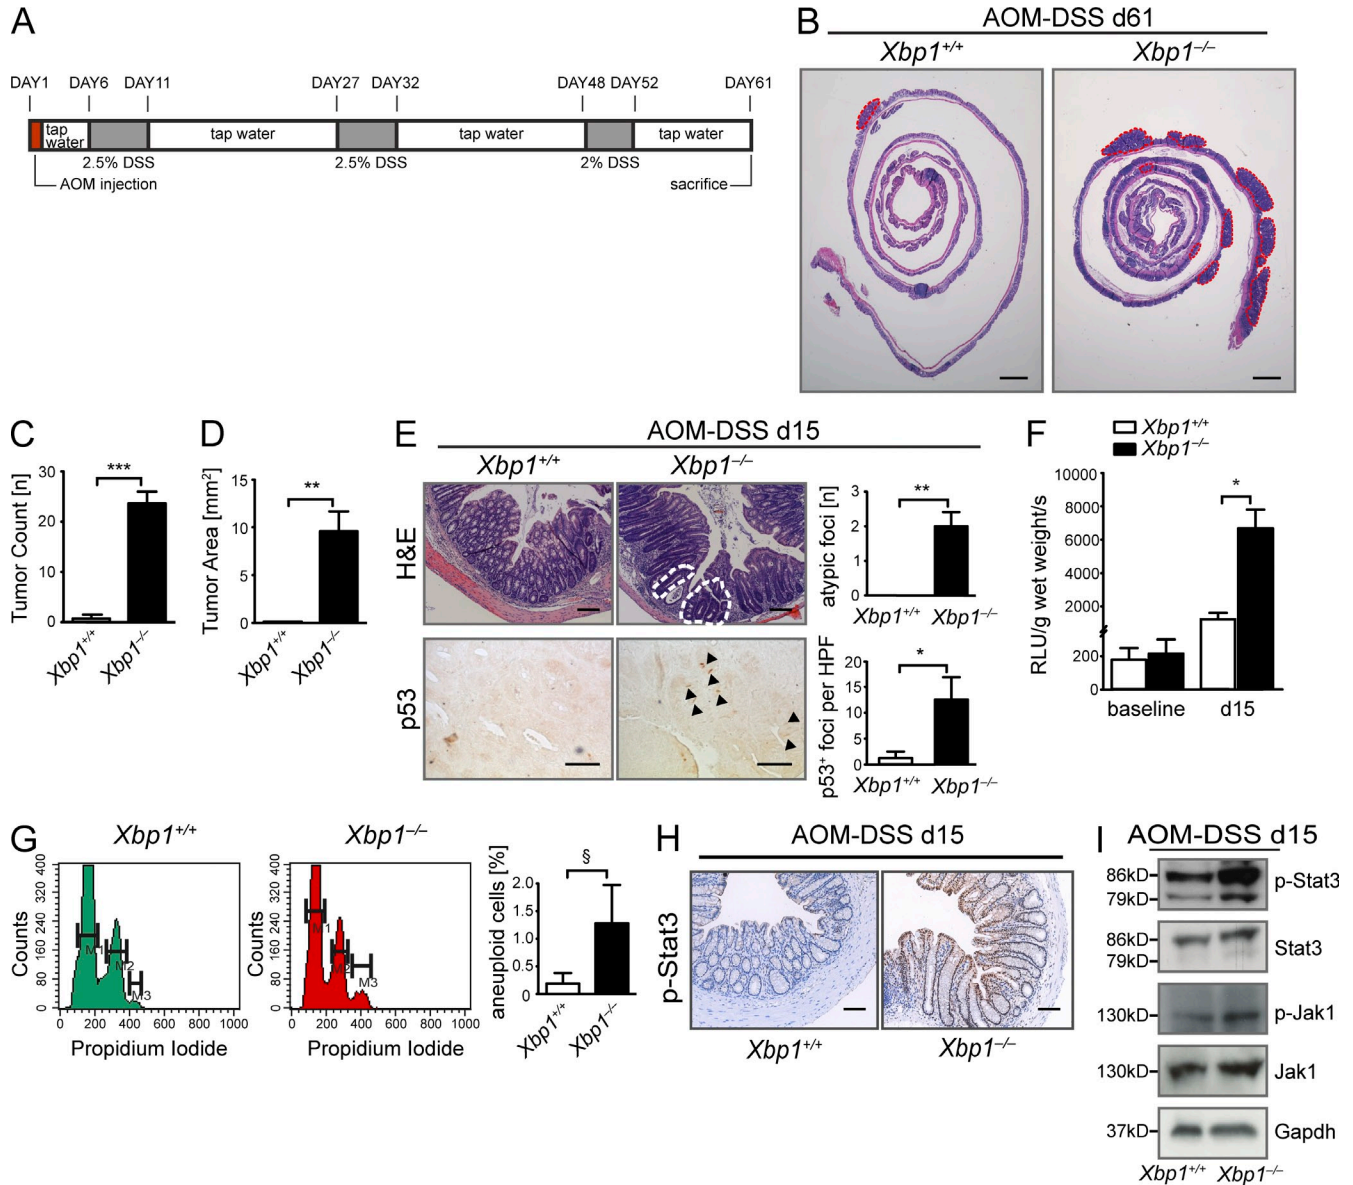 A
DAY1 DAY6 DAY11 DAY27 DAY32 DAY48 DAY52 DAY61
tap water tap water tap water tap water
2.5% DSS 2.5% DSS 2% DSS
AOM injection sacrifice
B
AOM-DSS d61
Xbp1+/+ Xbp1–/–
C
Tumor Count [n]
30
20
10
0
***
Xbp1+/+ Xbp1–/–
D
Tumor Area [mm²]
15
10
5
0
**
Xbp1+/+ Xbp1–/–
E
AOM-DSS d15
Xbp1+/+ Xbp1–/–
H&E
p53
atypic foci [n]
3
2
1
0
**
Xbp1+/+ Xbp1–/–
p53+ foci per HPF
20
15
10
5
0
*
Xbp1+/+ Xbp1–/–
F
Xbp1+/+
Xbp1–/–
RLU/g wet weight/s
10000
8000
6000
4000
2000
200
0
*
baseline d15
G
Xbp1+/+ Xbp1–/–
Counts
400
320
240
160
80
0
M1
M2
M3
0 200 400 600 800 1000
Propidium Iodide
Counts
400
320
240
160
80
0
M1
M2
M3
0 200 400 600 800 1000
Propidium Iodide
aneuploid cells [%]
2.0
1.5
1.0
0.5
0
§
Xbp1+/+ Xbp1–/–
H
AOM-DSS d15
p-Stat3
Xbp1+/+ Xbp1–/–
I
AOM-DSS d15
86kD p-Stat3
79kD
86kD Stat3
79kD
130kD p-Jak1
130kD Jak1
37kD Gapdh
Xbp1+/+ Xbp1–/–